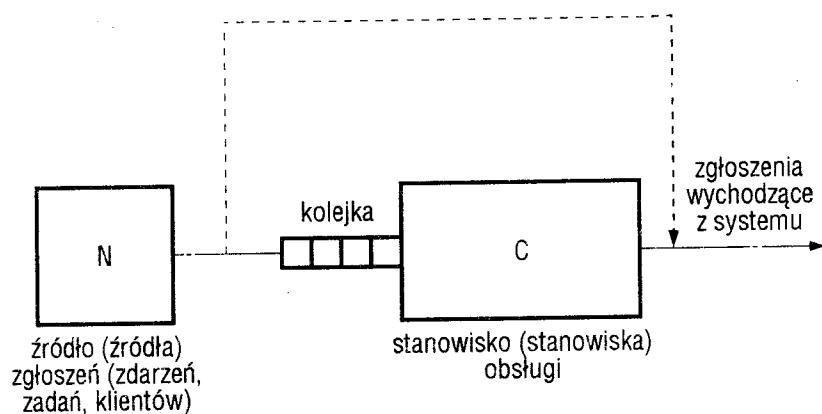 kolejka
N
C
zgłoszenia
wychodzące
z systemu
źródło (źródła)
zgłoszeń (zdarzeń,
zadań, klientów)
stanowisko (stanowiska)
obsługi